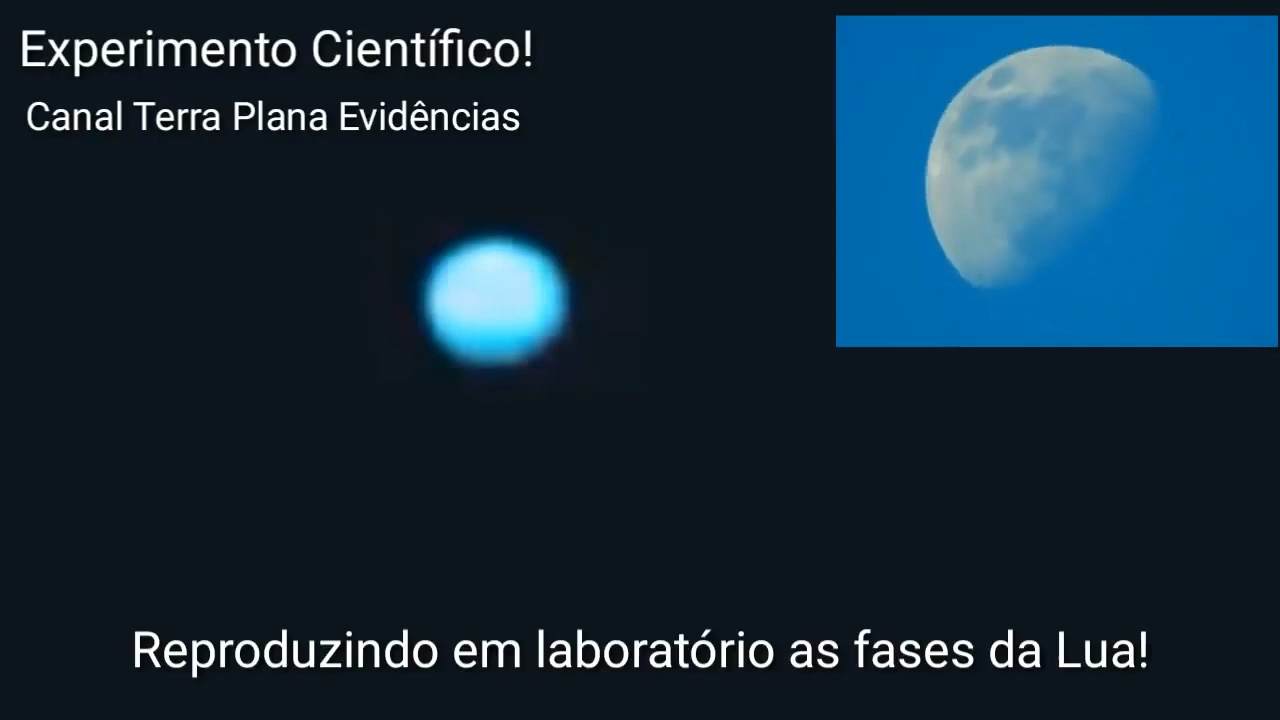 Experimento Científico!
Canal Terra Plana Evidências
Reproduzindo em laboratório as fases da Lua!